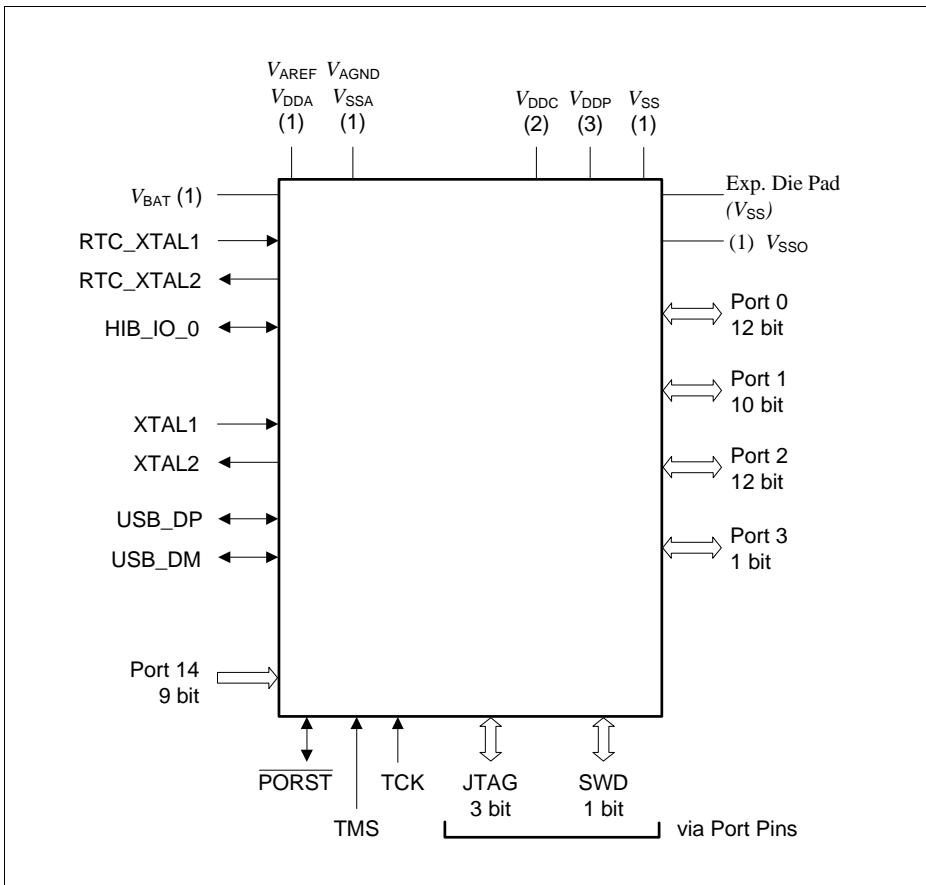 VAREF VAGND
VDDA VSSA
(1) (1)
VDDC VDDP VSS
(2) (3) (1)
VBAT (1)
Exp. Die Pad
(VSS)
RTC_XTAL1
(1) VSSO
RTC_XTAL2
HIB_IO_0
Port 0
12 bit
Port 1
10 bit
XTAL1
XTAL2
Port 2
12 bit
USB_DP
USB_DM
Port 3
1 bit
Port 14
9 bit
PORST
TMS
TCK
JTAG
3 bit
SWD
1 bit
via Port Pins